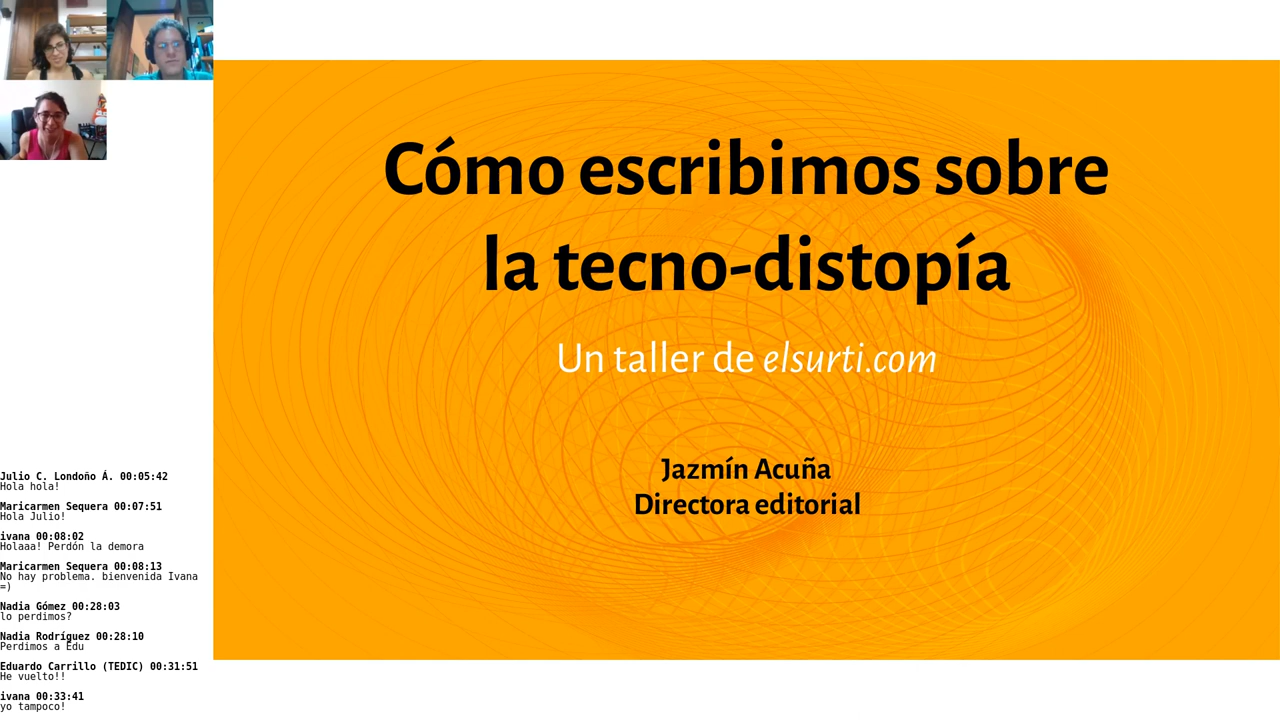 Cómo escribimos sobre
la tecno-distopía
Un taller de elsurti.com
Jazmín Acuña
Directora editorial
Julio C. Londoño Á. 00:05:42
Hola hola!
Maricarmen Sequera 00:07:51
Hola Julio!
ivana 00:08:02
Holaaa! Perdón la demora
Maricarmen Sequera 00:08:13
No hay problema. bienvenida Ivana
=)
Nadia Gómez 00:28:03
lo perdimos?
Nadia Rodríguez 00:28:10
Perdimos a Edu
Eduardo Carrillo (TEDIC) 00:31:51
He vuelto!!
ivana 00:33:41
yo tampoco!